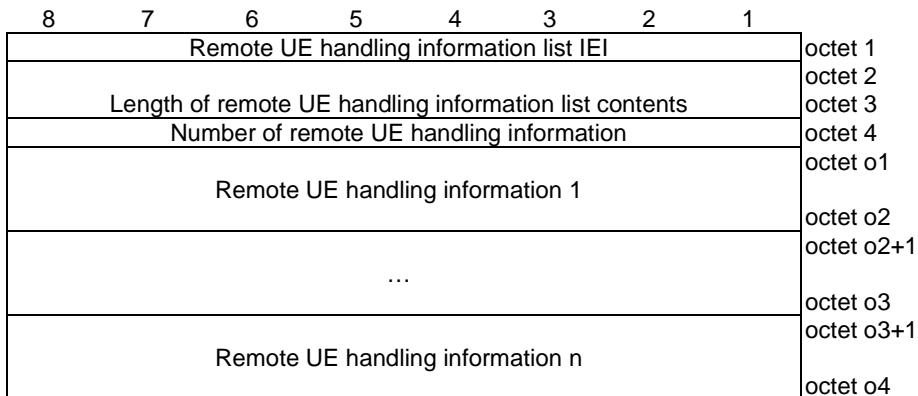 8 7 6 5 4 3 2 1
Remote UE handling information list IEI octet 1
octet 2
Length of remote UE handling information list contents octet 3
Number of remote UE handling information octet 4
octet o1
Remote UE handling information 1
octet o2
octet o2+1
…
octet o3
octet o3+1
Remote UE handling information n
octet o4